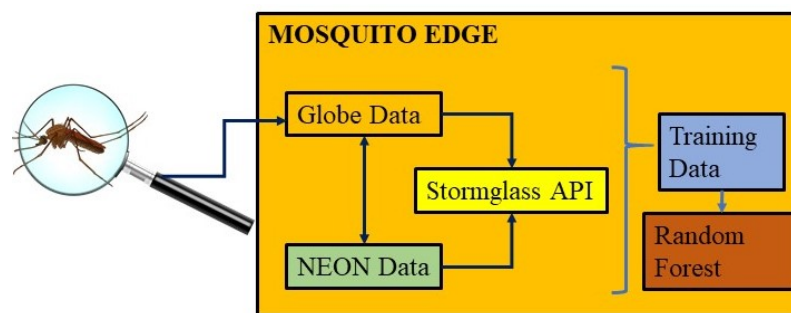 MOSQUITO EDGE
Globe Data
Stormglass API
NEON Data
Training
Data
Random
Forest